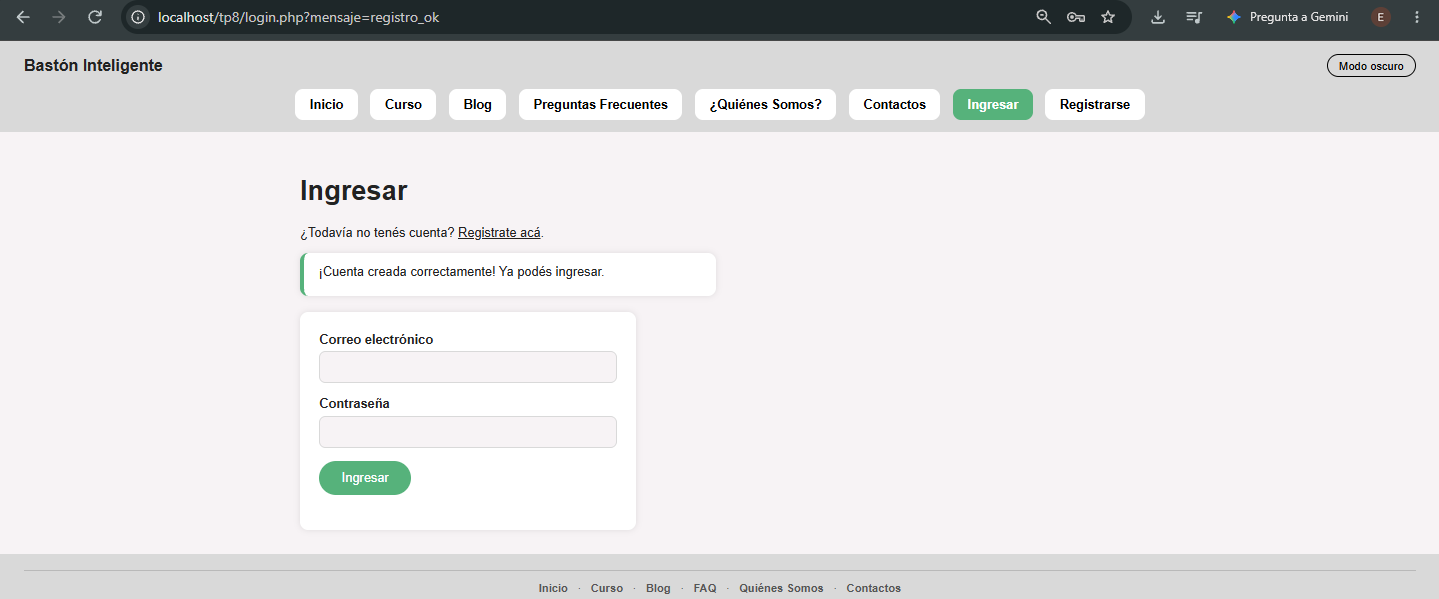 localhost/tp8/login.php?mensaje=registro_ok
Pregunta a Gemini
E
Bastón Inteligente
Modo oscuro
Inicio Curso Blog Preguntas Frecuentes ¿Quiénes Somos? Contactos Ingresar Registrarse
Ingresar
¿Todavía no tenés cuenta? Registrate acá.
¡Cuenta creada correctamente! Ya podés ingresar.
Correo electrónico
Contraseña
Ingresar
Inicio · Curso · Blog · FAQ · Quiénes Somos · Contactos